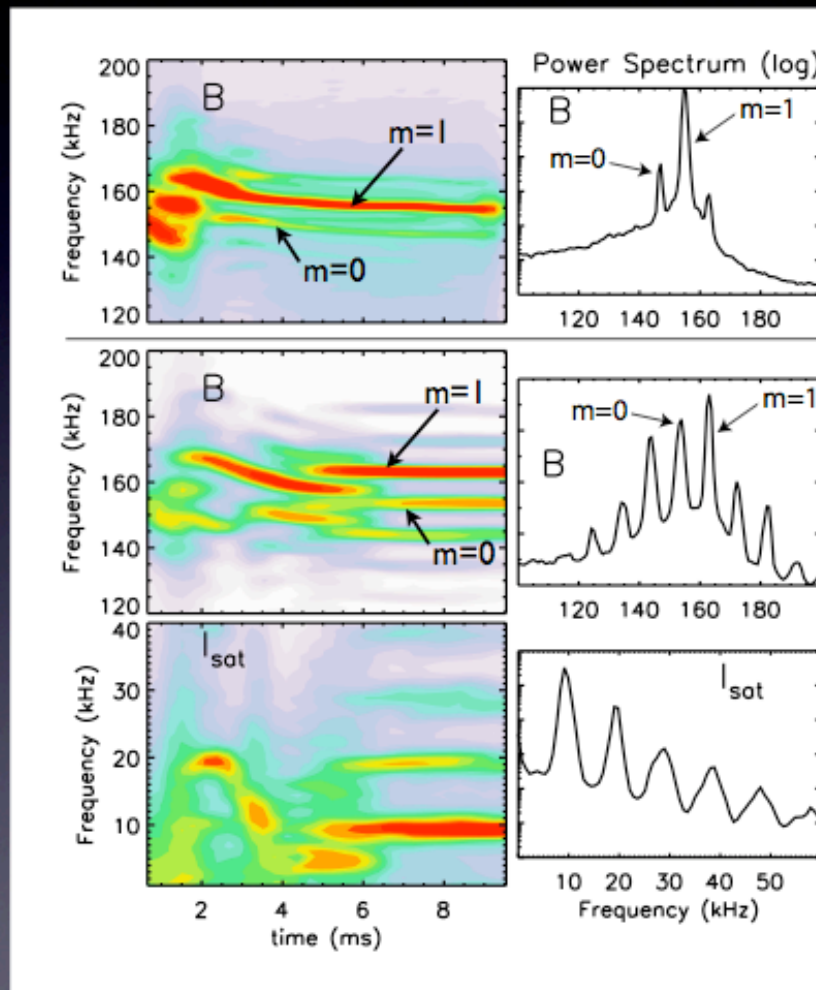 Power Spectrum (log)
200
180
160
140
120
Frequency (kHz)
B
m=1
m=0
B
m=1
m=0
120 140 160 180
200
180
160
140
120
Frequency (kHz)
B
m=1
m=0
B
m=0
m=1
120 140 160 180
40
30
20
10
Frequency (kHz)
Isat
2 4 6 8
time (ms)
Isat
10 20 30 40 50
Frequency (kHz)